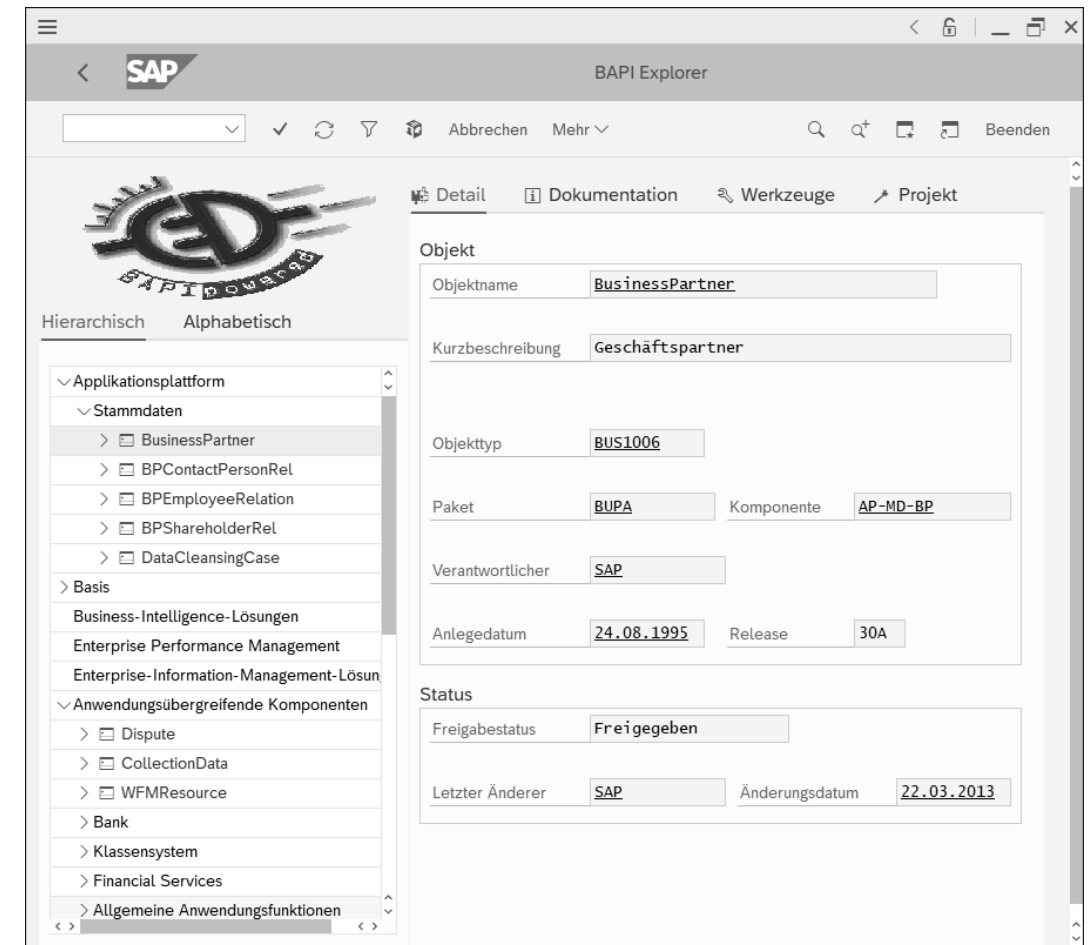 SAP
BAPI Explorer
Abbrechen Mehr Beenden
BAPI powered
Hierarchisch Alphabetisch
Applikationsplattform
Stammdaten
BusinessPartner
BPContactPersonRel
BPEmployeeRelation
BPShareholderRel
DataCleansingCase
Basis
Business-Intelligence-Lösungen
Enterprise Performance Management
Enterprise-Information-Management-Lösun
Anwendungsübergreifende Komponenten
Dispute
CollectionData
WFMResource
Bank
Klassensystem
Financial Services
Allgemeine Anwendungsfunktionen
Detail Dokumentation Werkzeuge Projekt
Objekt
Objektname BusinessPartner
Kurzbeschreibung Geschäftspartner
Objekttyp BUS1006
Paket BUPA Komponente AP-MD-BP
Verantwortlicher SAP
Anlegedatum 24.08.1995 Release 30A
Status
Freigabestatus Freigegeben
Letzter Änderer SAP Änderungsdatum 22.03.2013